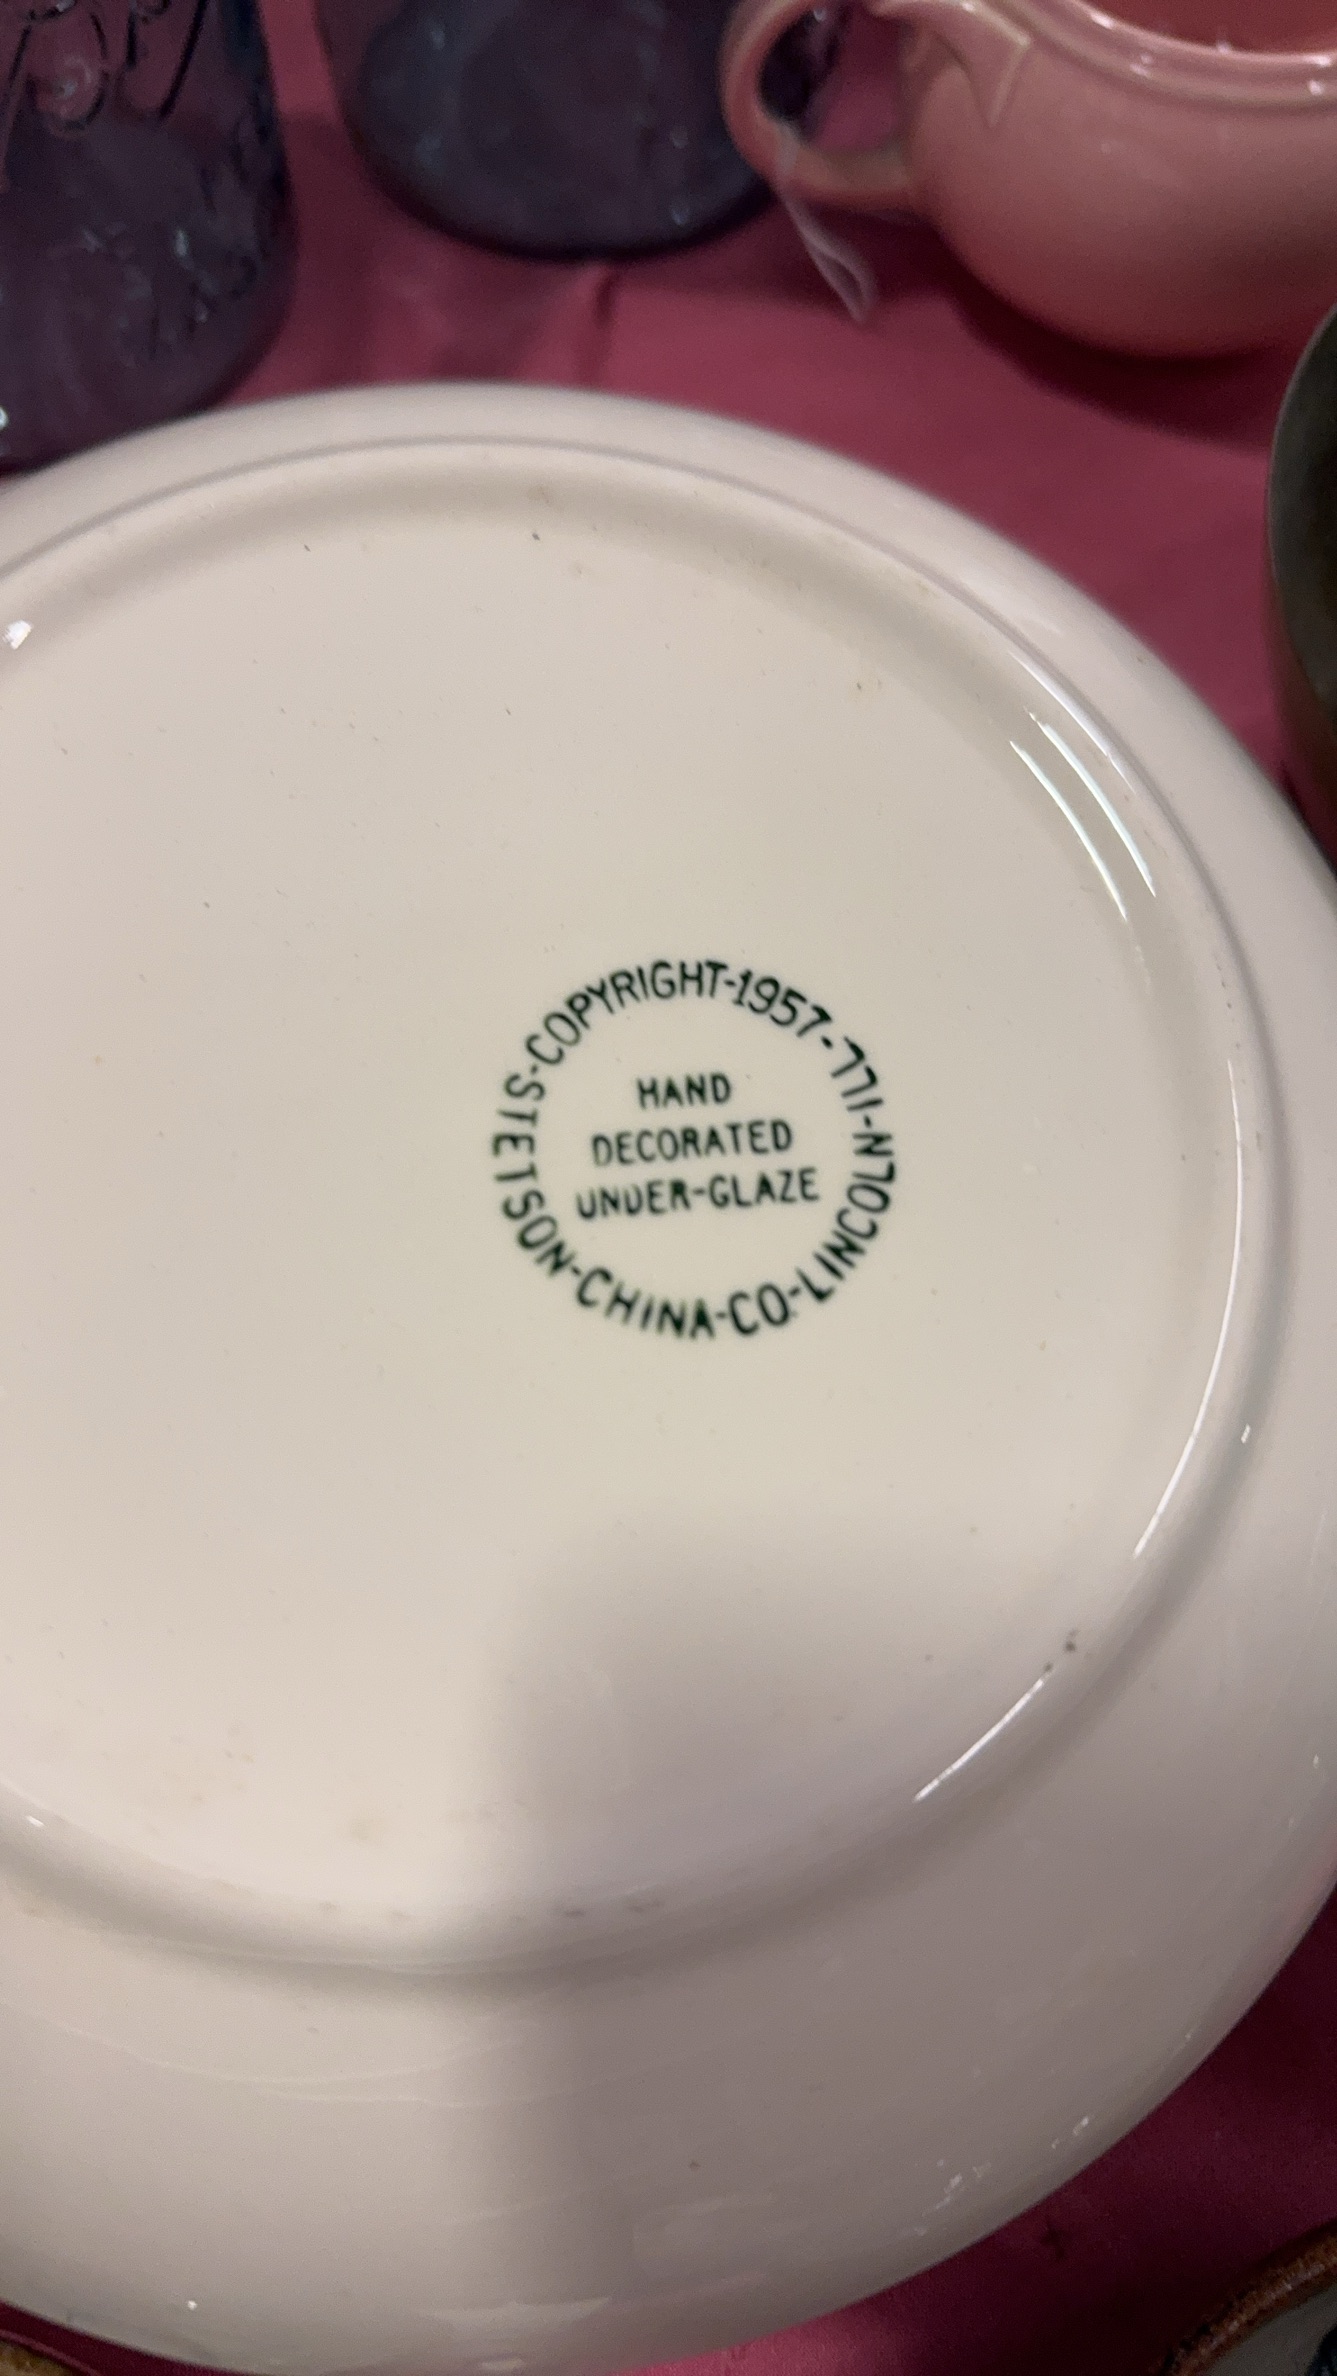 STETSON-CHINA-CO.-LINCOLN-ILL-COPYRIGHT-1957-
HAND
DECORATED
UNDER-GLAZE